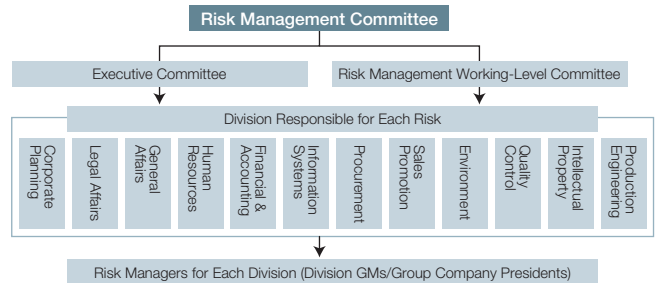 Risk Management Committee
Executive Committee
Risk Management Working-Level Committee
Division Responsible for Each Risk
Corporate
Planning
Legal Affairs
General
Affairs
Human
Resources
Financial &
Accounting
Information
Systems
Procurement
Sales
Promotion
Environment
Quality
Control
Intellectual
Property
Production
Engineering
Risk Managers for Each Division (Division GMs/Group Company Presidents)